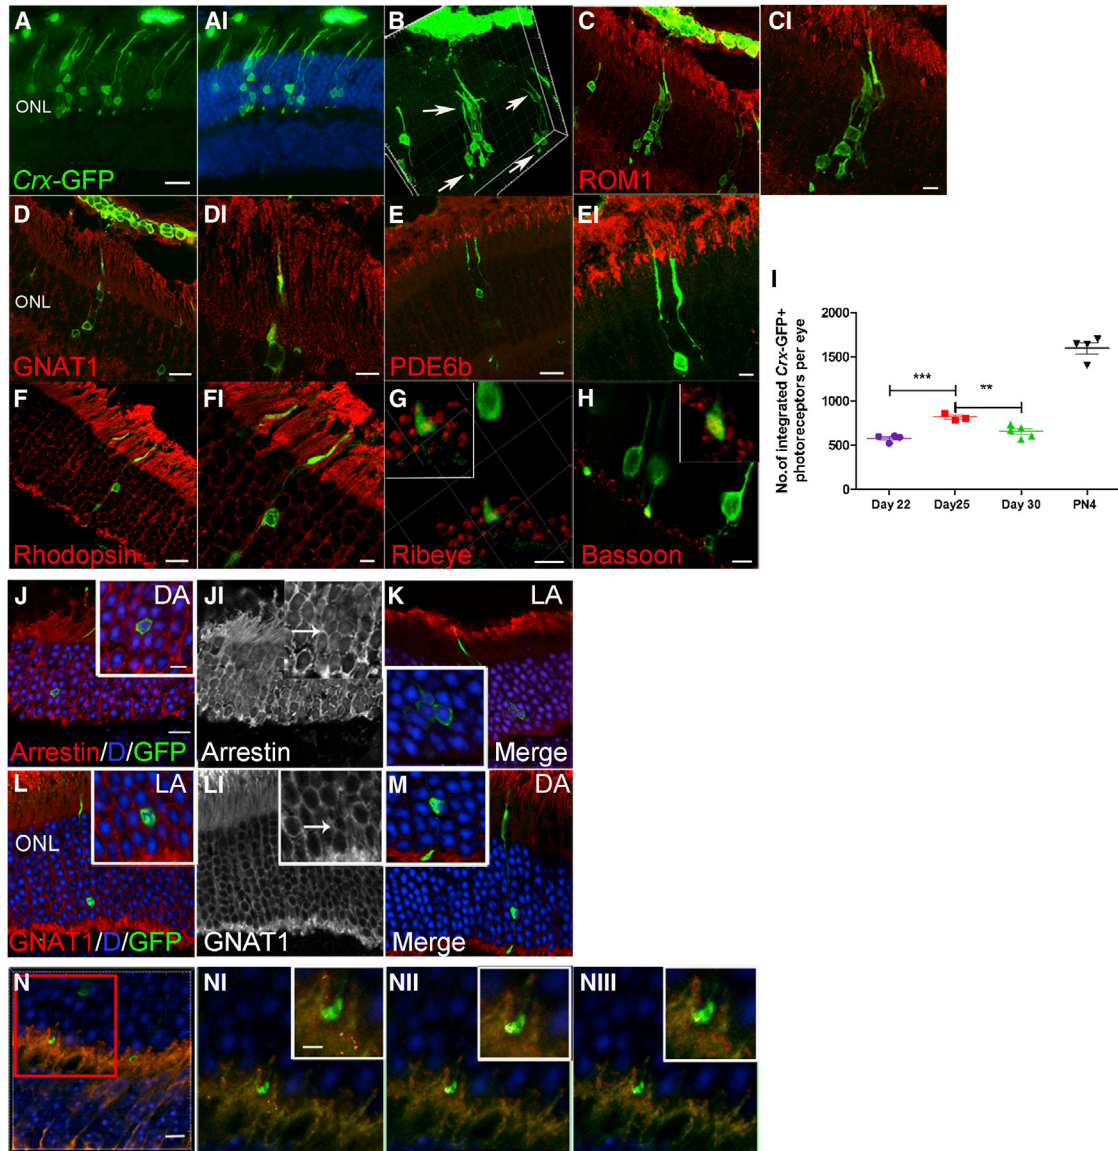 A
AI
B
C
CI
ONL
Crx-GFP
ROM1
D
DI
E
EI
ONL
GNAT1
PDE6b
F
FI
G
H
Rhodopsin
Ribeye
Bassoon
I
No.of integrated Crx-GFP+
photoreceptors per eye
2000
1500
1000
500
0
***
**
Day 22
Day25
Day 30
PN4
J
DA
JI
K
LA
Arrestin/D/GFP
Arrestin
Merge
L
LA
LI
M
DA
ONL
GNAT1/D/GFP
GNAT1
Merge
N
NI
NII
NIII